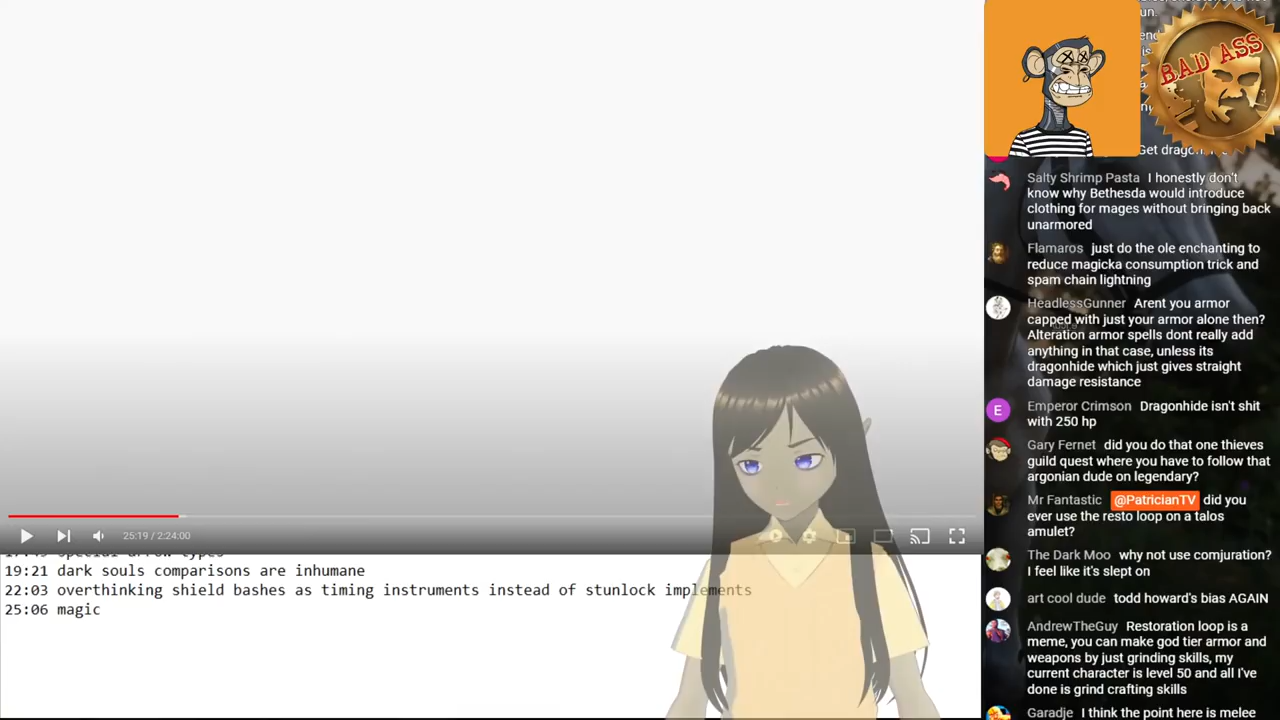 un.
BAD ASS
Get drago
Salty Shrimp Pasta I honestly don't
know why Bethesda would introduce
clothing for mages without bringing back
unarmored
Flamaros just do the ole enchanting to
reduce magicka consumption trick and
spam chain lightning
HeadlessGunner Arent you armor
capped with just your armor alone then?
Alteration armor spells dont really add
anything in that case, unless its
dragonhide which just gives straight
damage resistance
E Emperor Crimson Dragonhide isn't shit
with 250 hp
Gary Fernet did you do that one thieves
guild quest where you have to follow that
argonian dude on legendary?
Mr Fantastic @PatricianTV did you
ever use the resto loop on a talos
amulet?
The Dark Moo why not use comjuration?
I feel like it's slept on
art cool dude todd howard's bias AGAIN
AndrewTheGuy Restoration loop is a
meme, you can make god tier armor and
weapons by just grinding skills, my
current character is level 50 and all I've
done is grind crafting skills
Garadje I think the point here is melee
25:19 / 2:24:00
special arrow types
19:21 dark souls comparisons are inhumane
22:03 overthinking shield bashes as timing instruments instead of stunlock implements
25:06 magic